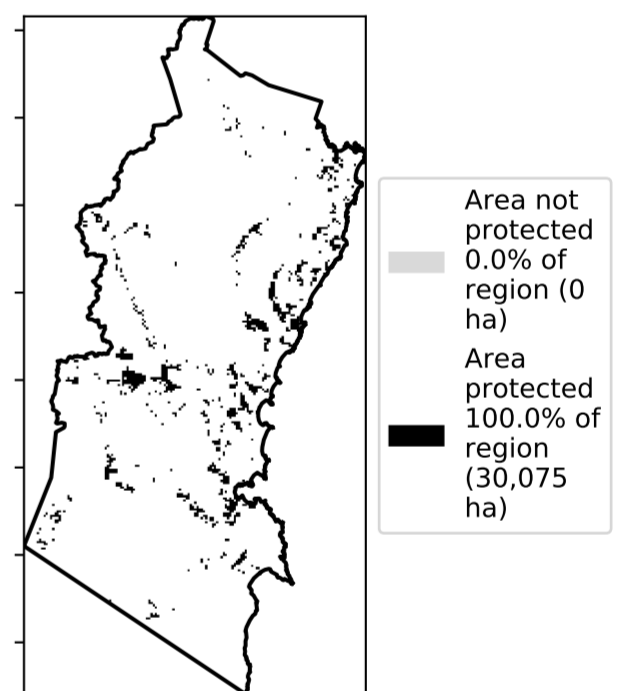 Area not
protected
0.0% of
region (0
ha)
Area
protected
100.0% of
region
(30,075
ha)